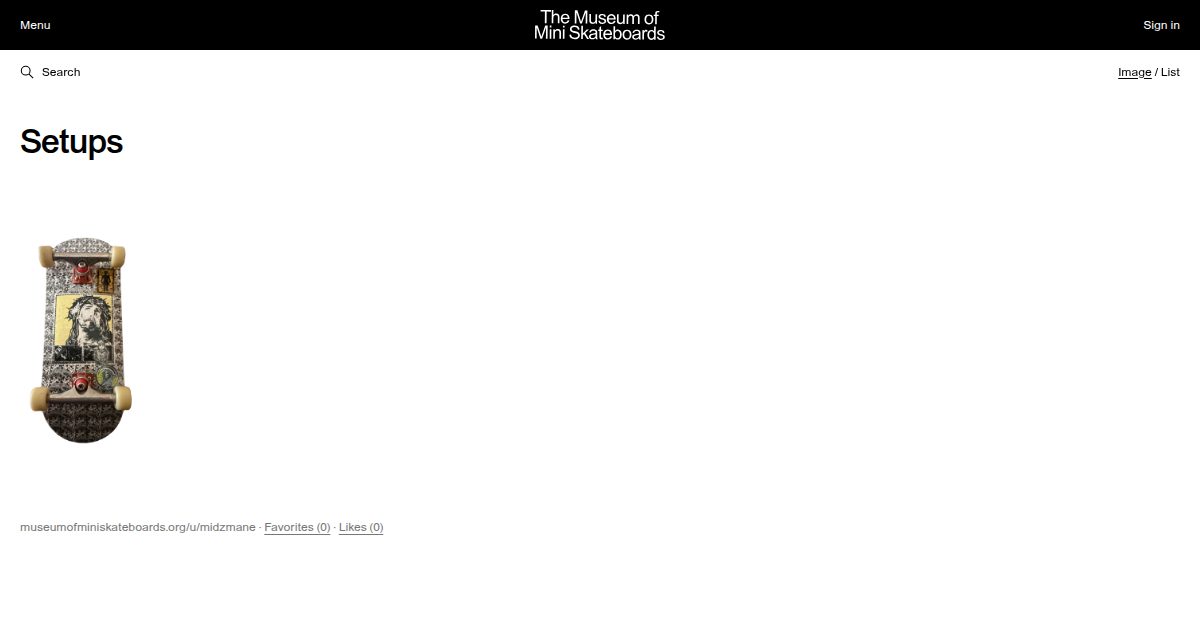 Menu
The Museum of
Mini Skateboards
Sign in
Search
Image / List
Setups
museumofminiskateboards.org/u/midzmane · Favorites (0) · Likes (0)